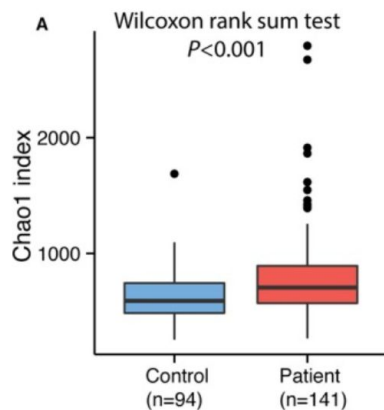 A
Wilcoxon rank sum test
P<0.001
Chao1 index
2000
1000
Control
(n=94)
Patient
(n=141)